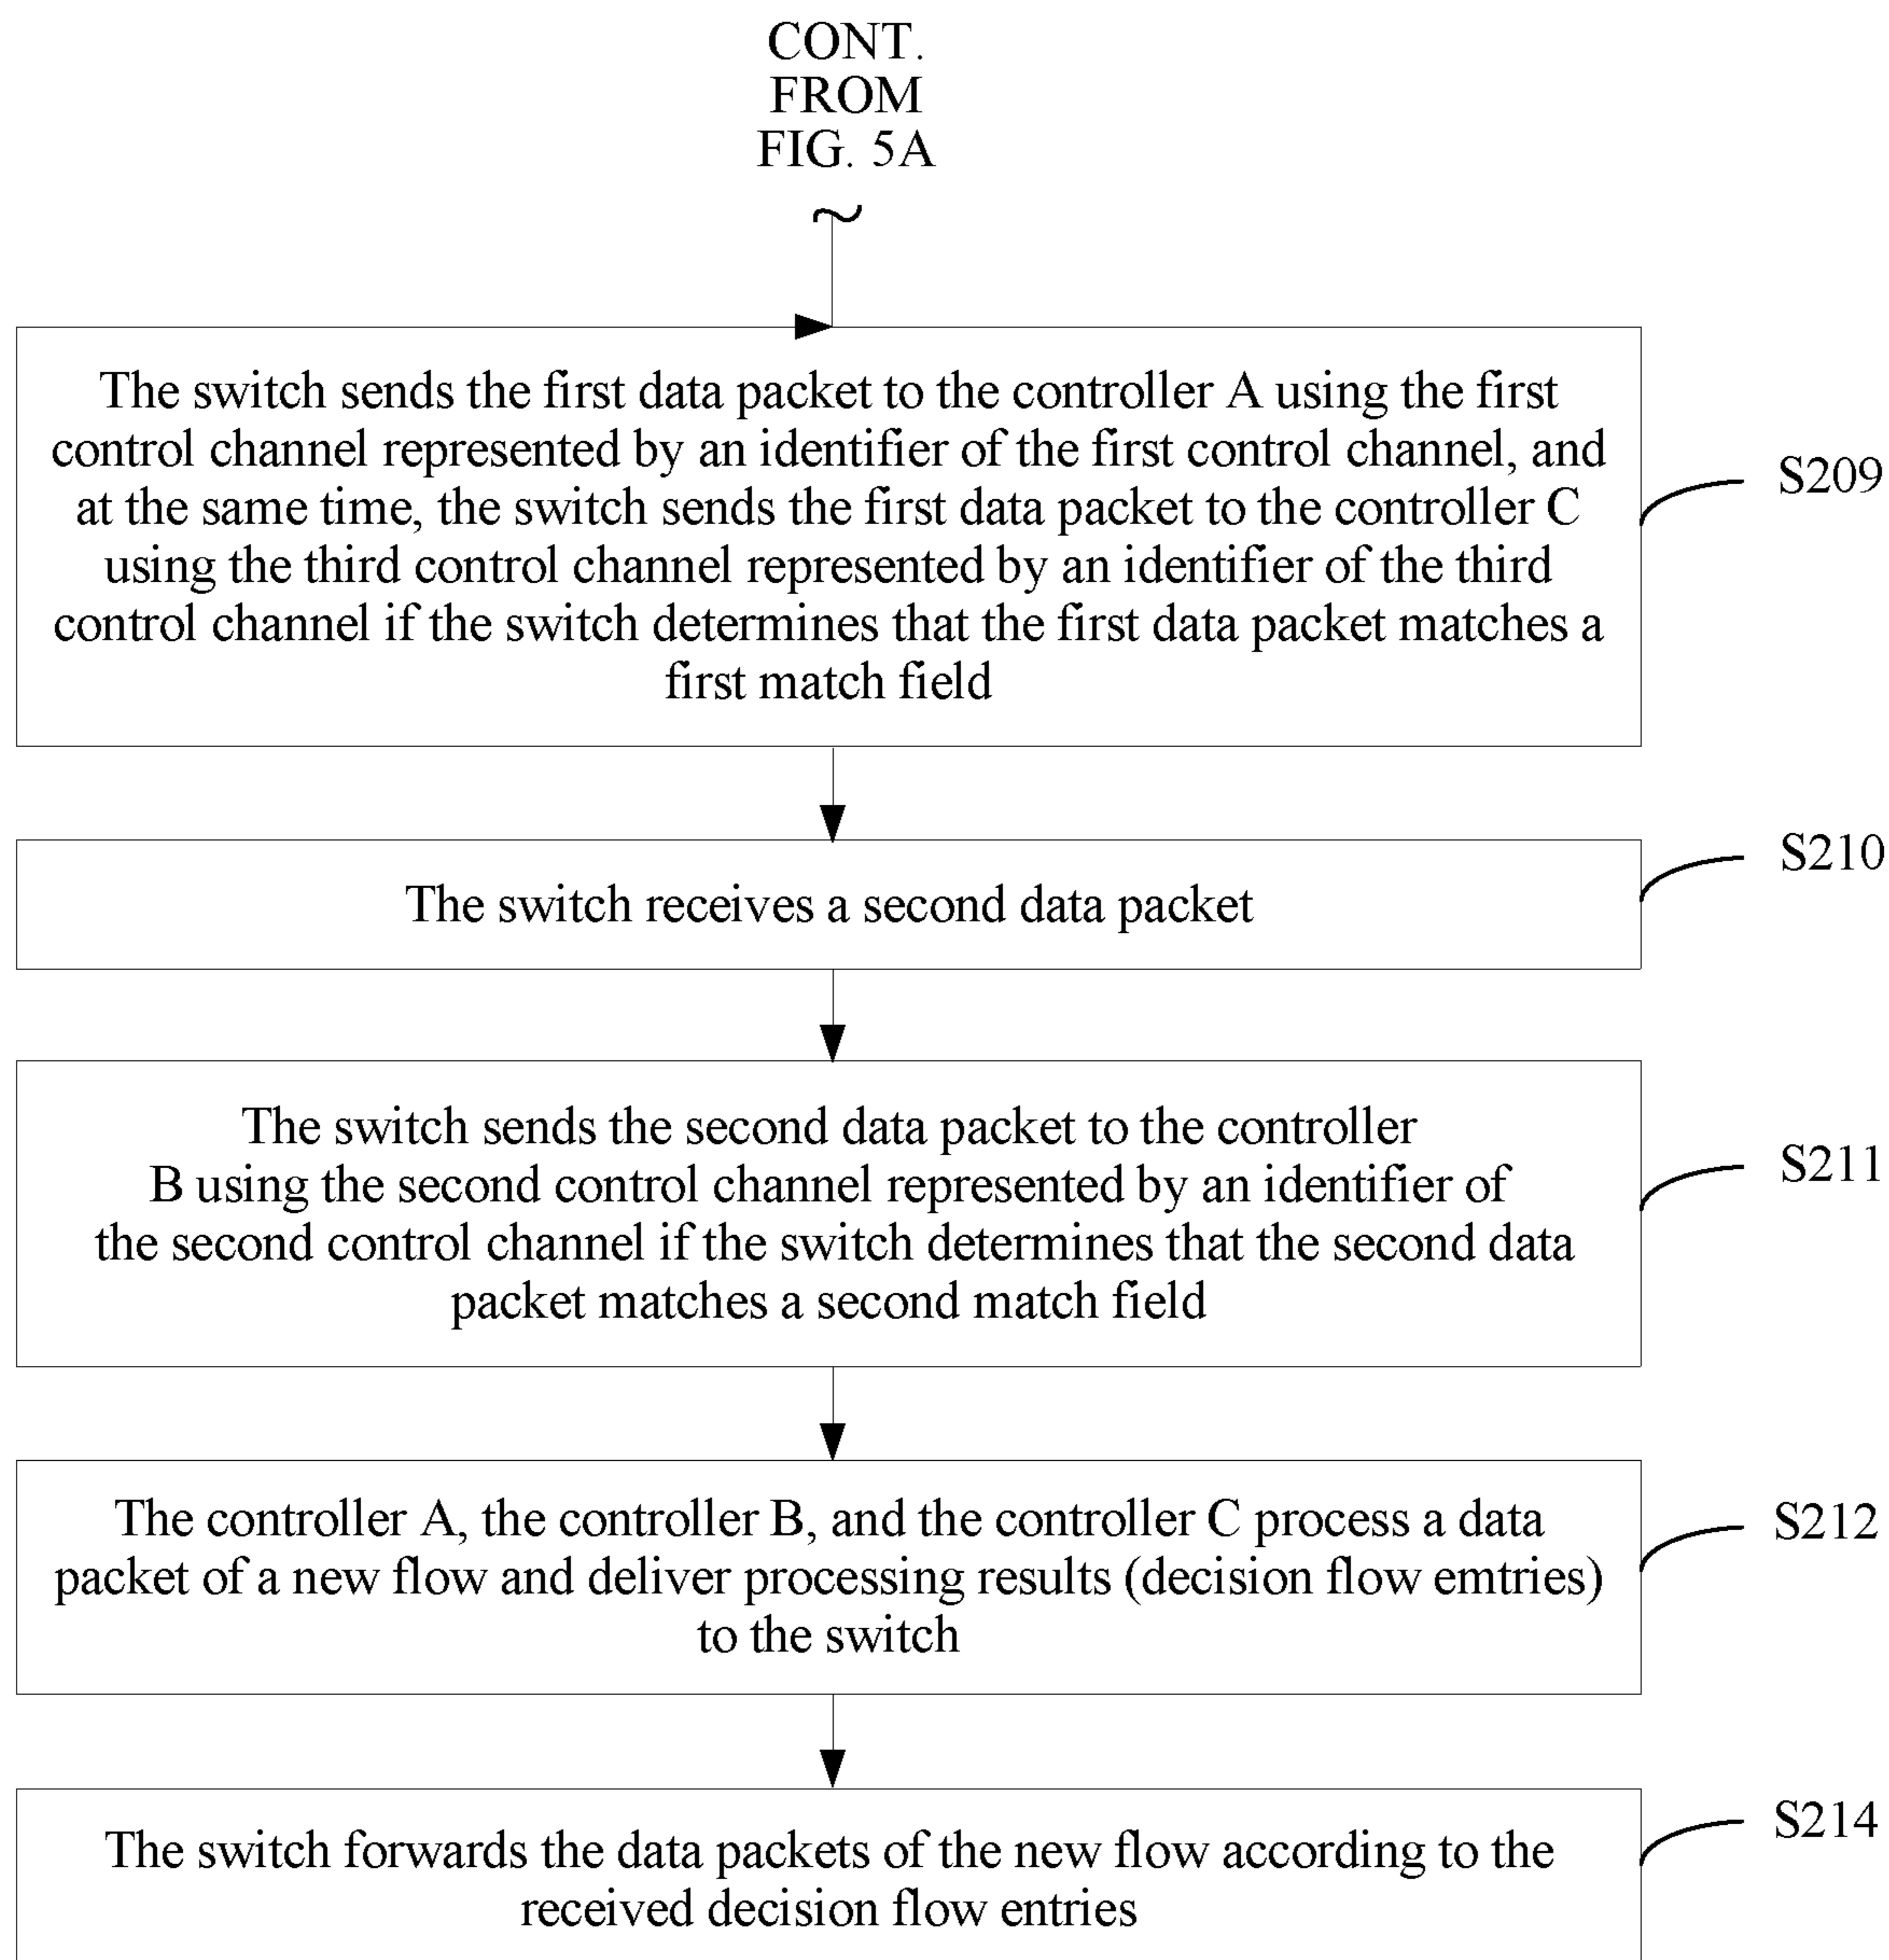 CONT.
FROM
FIG. 5A
The switch sends the first data packet to the controller A using the first
control channel represented by an identifier of the first control channel, and
at the same time, the switch sends the first data packet to the controller C
using the third control channel represented by an identifier of the third
control channel if the switch determines that the first data packet matches a
first match field
S209
The switch receives a second data packet
S210
The switch sends the second data packet to the controller
B using the second control channel represented by an identifier of
the second control channel if the switch determines that the second data
packet matches a second match field
S211
The controller A, the controller B, and the controller C process a data
packet of a new flow and deliver processing results (decision flow emtries)
to the switch
S212
The switch forwards the data packets of the new flow according to the
received decision flow entries
S214